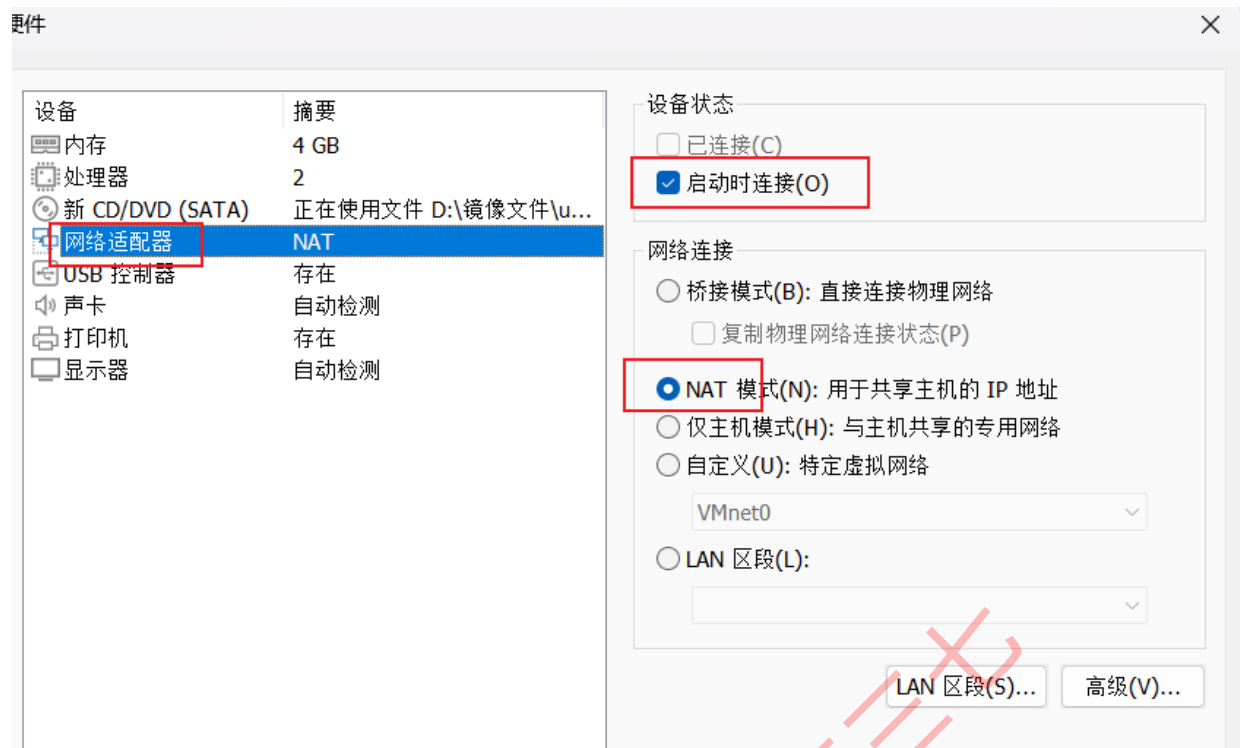 硬件
设备 摘要
内存 4 GB
处理器 2
新 CD/DVD (SATA) 正在使用文件 D:\镜像文件\u...
网络适配器 NAT
USB 控制器 存在
声卡 自动检测
打印机 存在
显示器 自动检测
设备状态
已连接(C)
启动时连接(O)
网络连接
桥接模式(B): 直接连接物理网络
复制物理网络连接状态(P)
NAT 模式(N): 用于共享主机的 IP 地址
仅主机模式(H): 与主机共享的专用网络
自定义(U): 特定虚拟网络
VMnet0
LAN 区段(L):
LAN 区段(S)... 高级(V)...